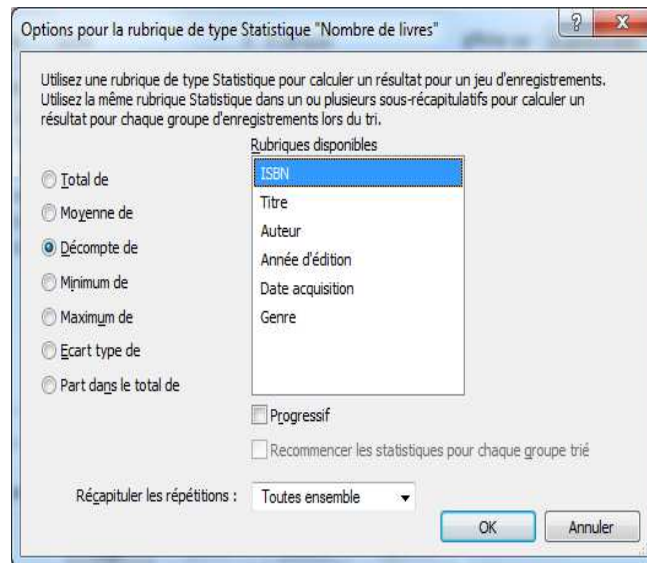 Options pour la rubrique de type Statistique "Nombre de livres"
Utilisez une rubrique de type Statistique pour calculer un résultat pour un jeu d'enregistrements.
Utilisez la même rubrique Statistique dans un ou plusieurs sous-récapitulatifs pour calculer un
résultat pour chaque groupe d'enregistrements lors du tri.
Rubriques disponibles
Total de
Moyenne de
Décompte de
Minimum de
Maximum de
Ecart type de
Part dans le total de
ISBN
Titre
Auteur
Année d'édition
Date acquisition
Genre
Progressif
Recommencer les statistiques pour chaque groupe trié
Récapituler les répétitions : Toutes ensemble
OK Annuler